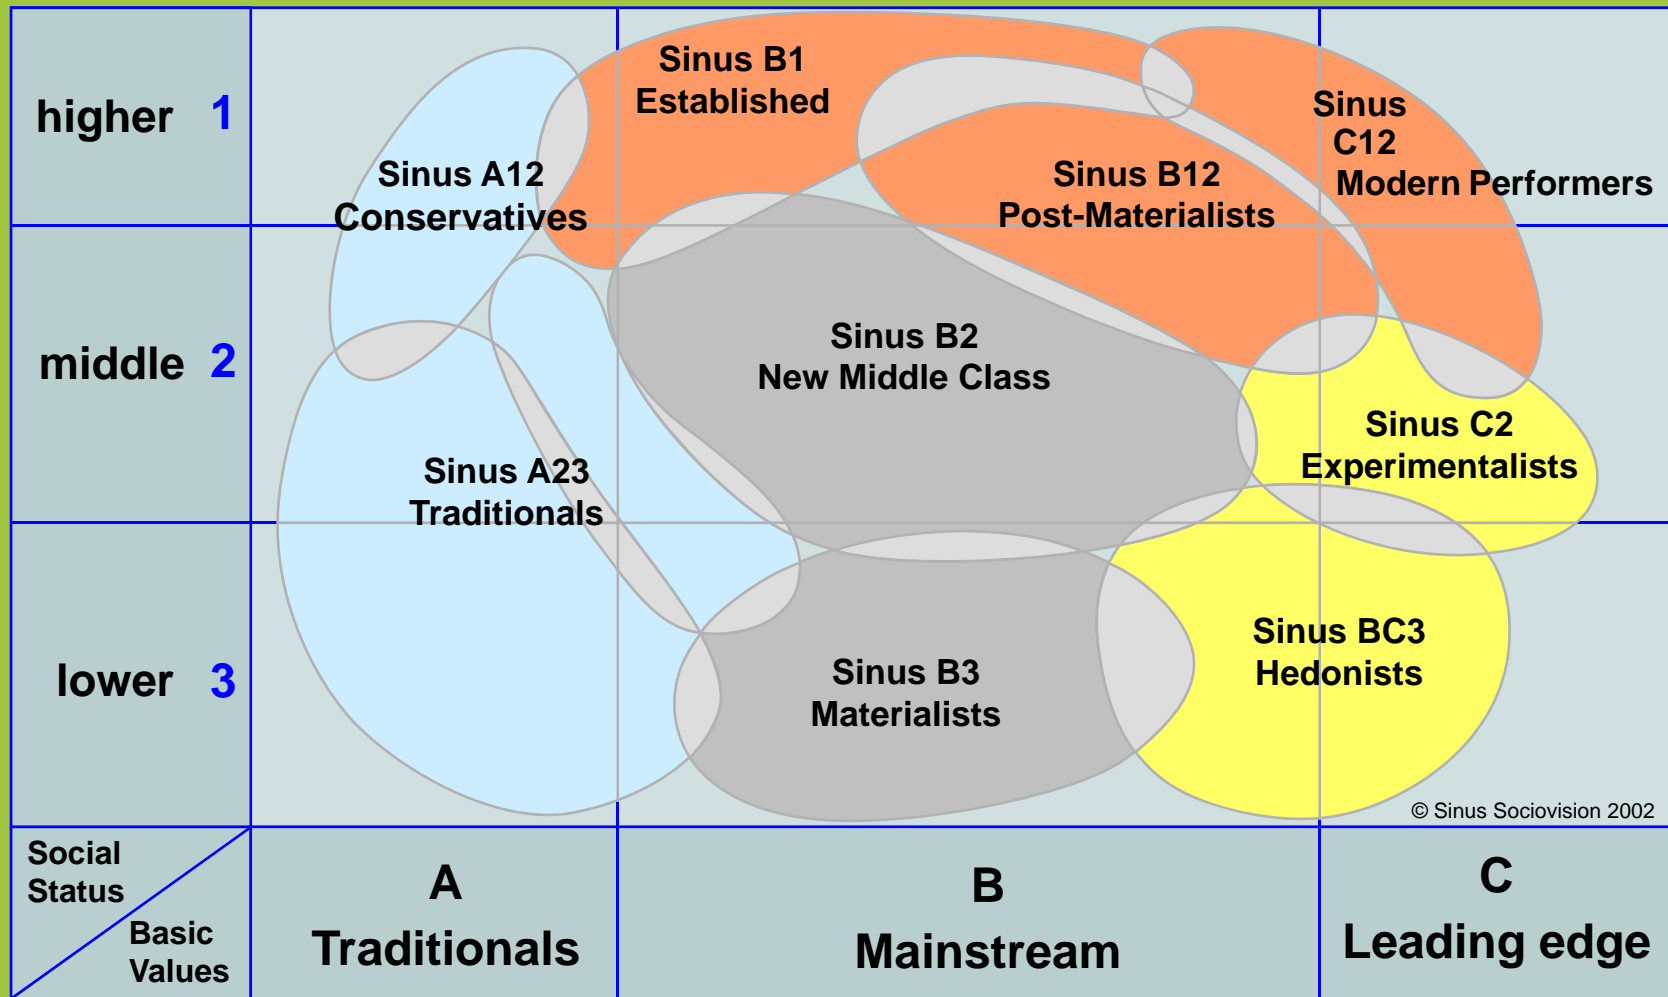 higher 1
middle 2
lower 3
Sinus A12
Conservatives
Sinus B1
Established
Sinus B12
Post-Materialists
Sinus
C12
Modern Performers
Sinus B2
New Middle Class
Sinus A23
Traditionals
Sinus C2
Experimentalists
Sinus B3
Materialists
Sinus BC3
Hedonists
© Sinus Sociovision 2002
Social
Status
Basic
Values
A
Traditionals
B
Mainstream
C
Leading edge